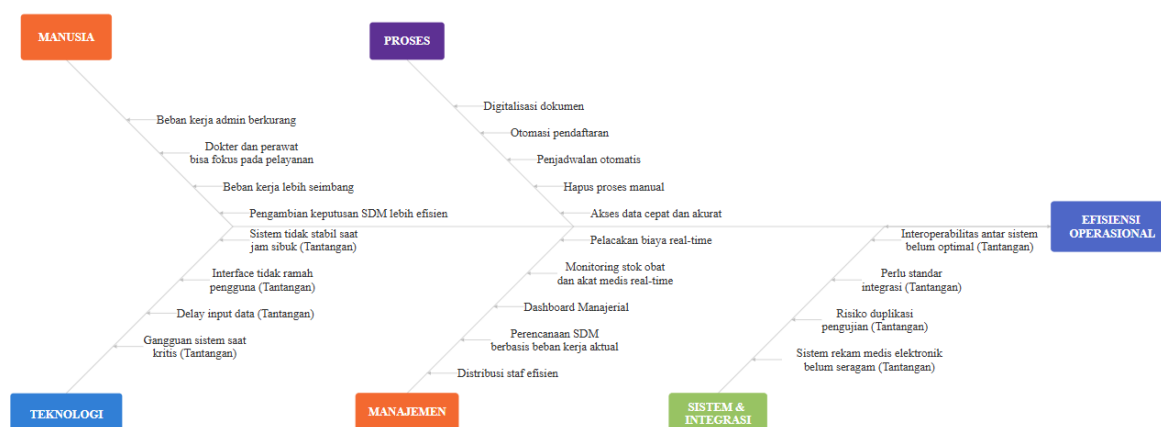 MANUSIA
PROSES
Beban kerja admin berkurang
Dokter dan perawat
bisa fokus pada pelayanan
Beban kerja lebih seimbang
Pengambian keputusan SDM lebih efisien
Digitalisasi dokumen
Otomasi pendaftaran
Penjadwalan otomatis
Hapus proses manual
Akses data cepat dan akurat
EFISIENSI
OPERASIONAL
Sistem tidak stabil saat
jam sibuk (Tantangan)
Interface tidak ramah
pengguna (Tantangan)
Delay input data (Tantangan)
Gangguan sistem saat
kritis (Tantangan)
Pelacakan biaya real-time
Monitoring stok obat
dan akat medis real-time
Dashboard Manajerial
Perencanaan SDM
berbasis beban kerja aktual
Distribusi staf efisien
Interoperabilitas antar sistem
belum optimal (Tantangan)
Perlu standar
integrasi (Tantangan)
Risiko duplikasi
pengujian (Tantangan)
Sistem rekam medis elektronik
belum seragam (Tantangan)
TEKNOLOGI
MANAJEMEN
SISTEM &
INTEGRASI